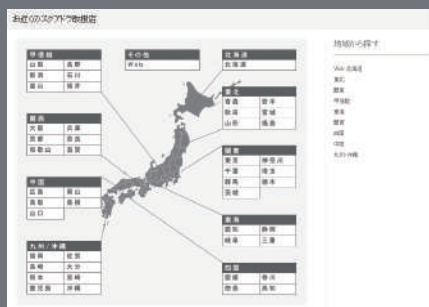 お近くのスケアドラ取扱店
甲信越
山梨 長野
新潟 石川
富山 福井
その他
Web
北海道
北海道
東北
青森 岩手
秋田 宮城
山形 福島
関西
大阪 兵庫
京都 奈良
和歌山 滋賀
関東
東京 神奈川
千葉 埼玉
群馬 栃木
茨城
中国
広島 岡山
鳥取 島根
山口
東海
愛知 静岡
岐阜 三重
九州/沖縄
福岡 佐賀
長崎 大分
熊本 宮崎
鹿児島 沖縄
四国
愛媛 香川
徳島 高知
地域から探す
Web 北海道
東北
関東
甲信越
東海
関西
四国
中国
九州・沖縄